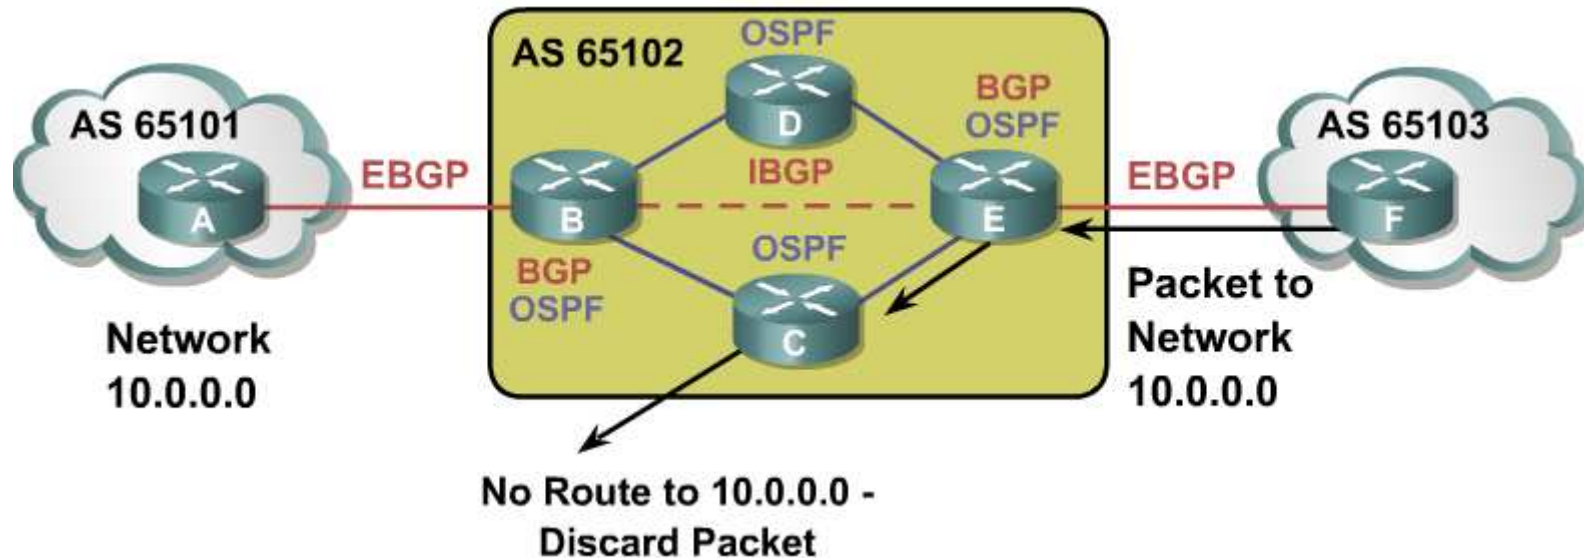 OSPF
AS 65102
D
BGP
OSPF
AS 65101
AS 65103
EBGP
IBGP
EBGP
A
B
E
F
OSPF
BGP
OSPF
C
Packet to
Network
10.0.0.0
Network
10.0.0.0
No Route to 10.0.0.0 -
Discard Packet